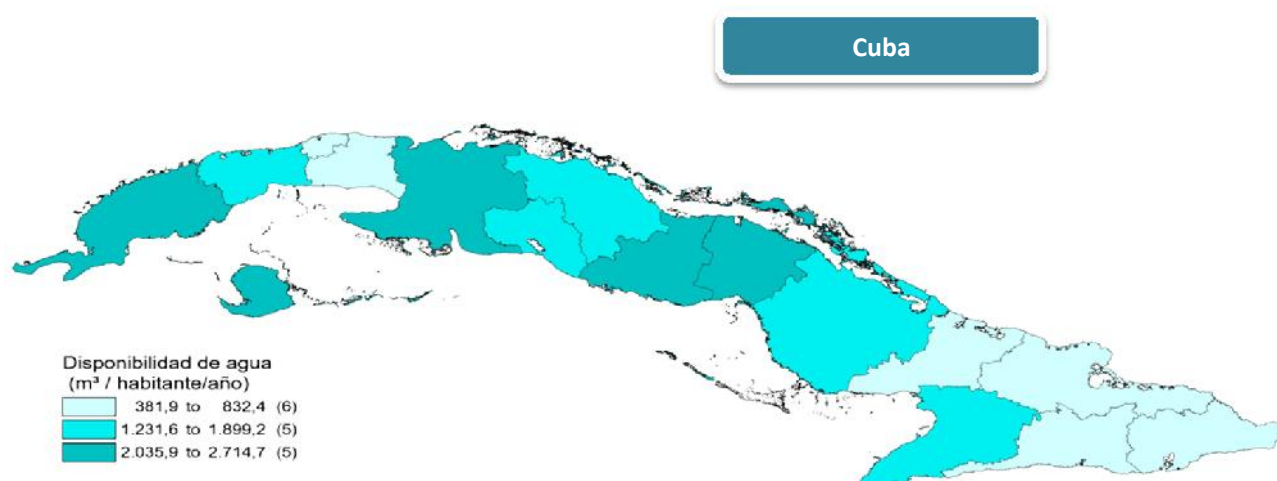 Cuba
Disponibilidad de agua
(m³ / habitante/año)
381,9 to 832,4 (6)
1.231,6 to 1.899,2 (5)
2.035,9 to 2.714,7 (5)